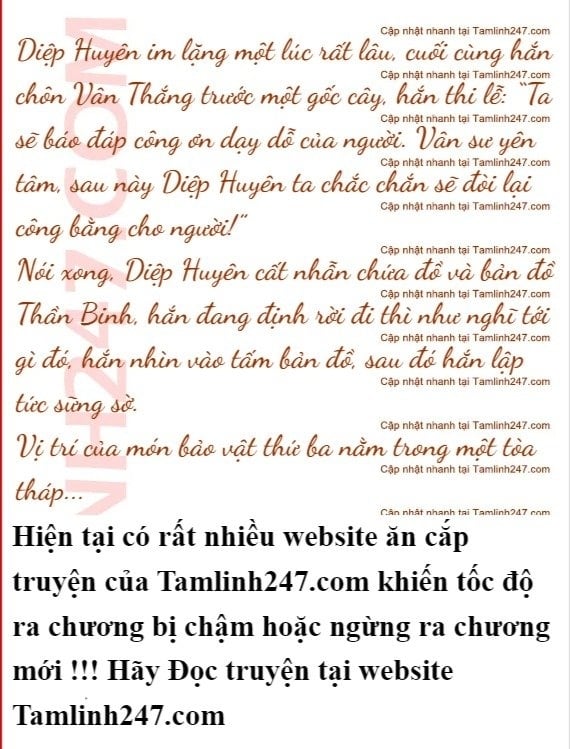 Cập nhật nhanh tại Tamlinh247.com
Diệp Huyên im lặng một lúc rất lâu, cuối cùng hắn
Cập nhật nhanh tại Tamlinh247.com
chôn Vân Thắng trước một gốc cây, hắn thi lễ: “Ta
Cập nhật nhanh tại Tamlinh247.com
sẽ báo đáp công ơn dạy dỗ của người. Vân sư yên
Cập nhật nhanh tại Tamlinh247.com
tâm, sau này Diệp Huyên ta chắc chắn sẽ đòi lại
Cập nhật nhanh tại Tamlinh247.com
công bằng cho người!”
Cập nhật nhanh tại Tamlinh247.com
Nói xong, Diệp Huyên cất nhẫn chứa đồ và bản đồ
Cập nhật nhanh tại Tamlinh247.com
Thần Binh, hắn đang định rời đi thì như nghĩ tới
Cập nhật nhanh tại Tamlinh247.com
gì đó, hắn nhìn vào tấm bản đồ, sau đó hắn lập
Cập nhật nhanh tại Tamlinh247.com
tức sững sờ.
Cập nhật nhanh tại Tamlinh247.com
Vị trí của món bảo vật thứ ba nằm trong một tòa
Cập nhật nhanh tại Tamlinh247.com
tháp...
Cập nhật nhanh tại Tamlinh247.com
NH247.COM
Hiện tại có rất nhiều website ăn cắp
truyện của Tamlinh247.com khiến tốc độ
ra chương bị chậm hoặc ngừng ra chương
mới !!! Hãy Đọc truyện tại website
Tamlinh247.com